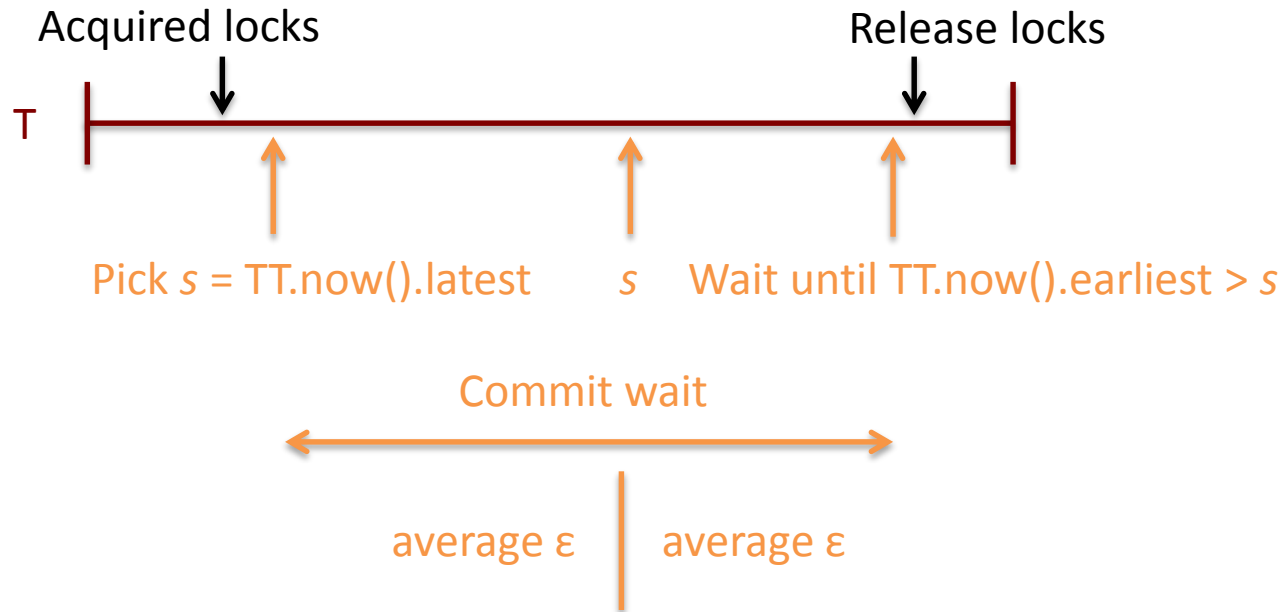 Acquired locks
Release locks
T
Pick s = TT.now().latest
s
Wait until TT.now().earliest > s
Commit wait
average ε
average ε